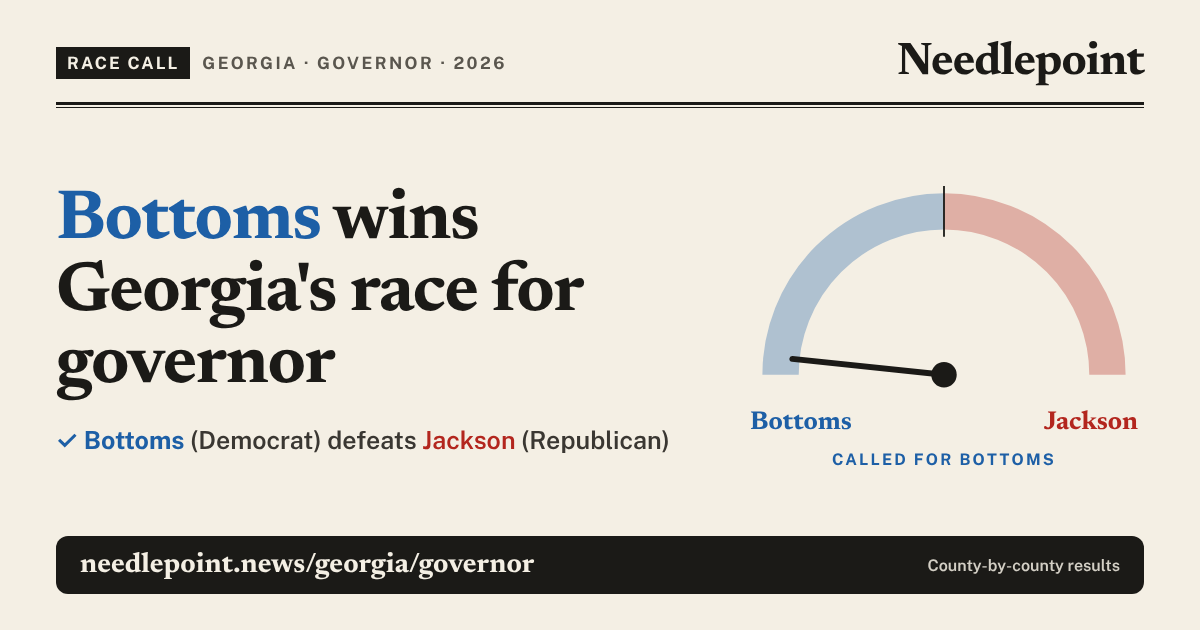 RACE CALL GEORGIA · GOVERNOR · 2026
Needlepoint
Bottoms wins
Georgia's race for
governor
✓ Bottoms (Democrat) defeats Jackson (Republican)
Bottoms
Jackson
CALLED FOR BOTTOMS
needlepoint.news/georgia/governor
County-by-county results